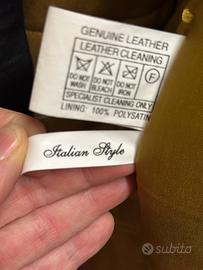 GENUINE LEATHER
LEATHER CLEANING
DO NOT WASH
DO NOT BLEACH
DO NOT IRON
F
SPECIALIST CLEANING ONLY
LINING: 100% POLYSATIN
Italian Style
subito